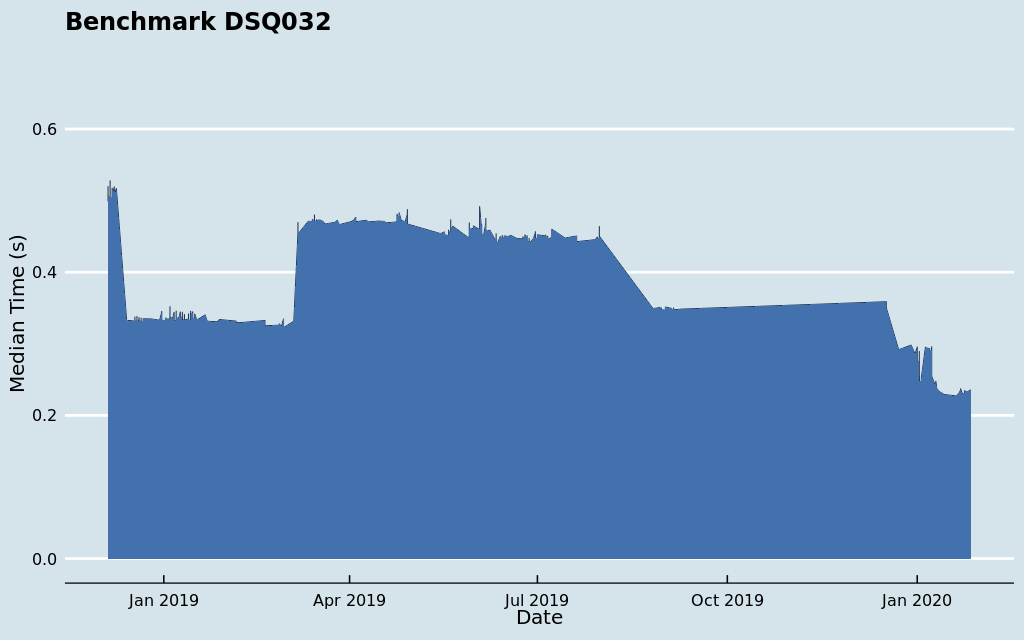 Benchmark DSQ032
Median Time (s)
0.6
0.4
0.2
0.0
Jan 2019
Apr 2019
Jul 2019
Oct 2019
Jan 2020
Date